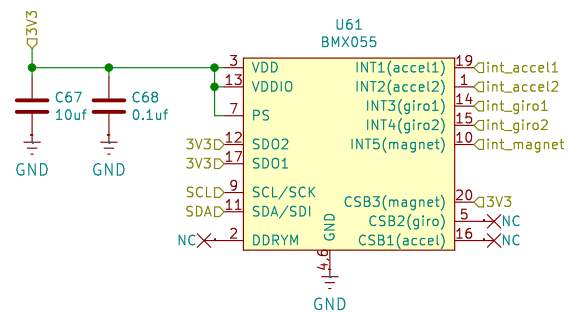 3V3
U61
BMX055
C67
10uf
C68
0.1uf
GND
GND
3 VDD
13 VDDIO
7 PS
3V3 12 SDO2
3V3 17 SDO1
SCL 9 SCL/SCK
SDA 11 SDA/SDI
NC 2 DDRYM
INT1(accel1) 19 int_accel1
INT2(accel2) 1 int_accel2
INT3(giro1) 14 int_giro1
INT4(giro2) 15 int_giro2
INT5(magnet) 10 int_magnet
CSB3(magnet) 20 3V3
CSB2(giro) 5 NC
CSB1(accel) 16 NC
GND
4,6
GND